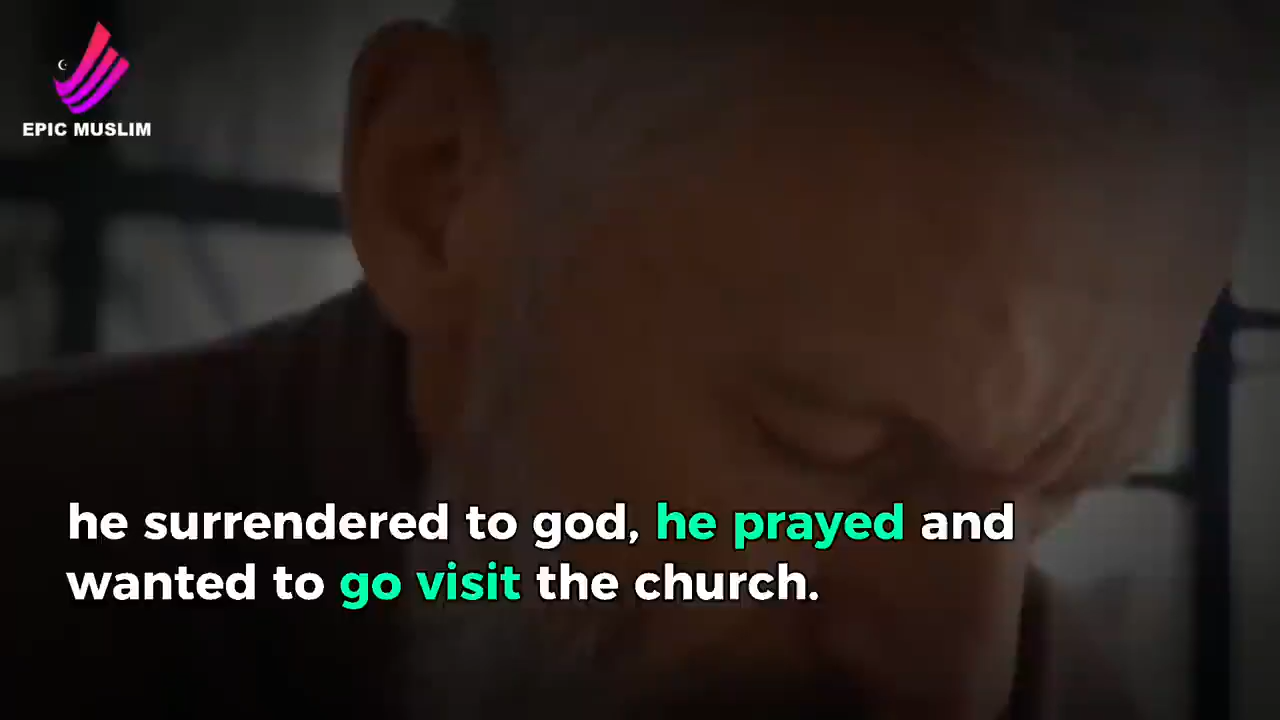 EPIC MUSLIM
he surrendered to god, he prayed and
wanted to go visit the church.